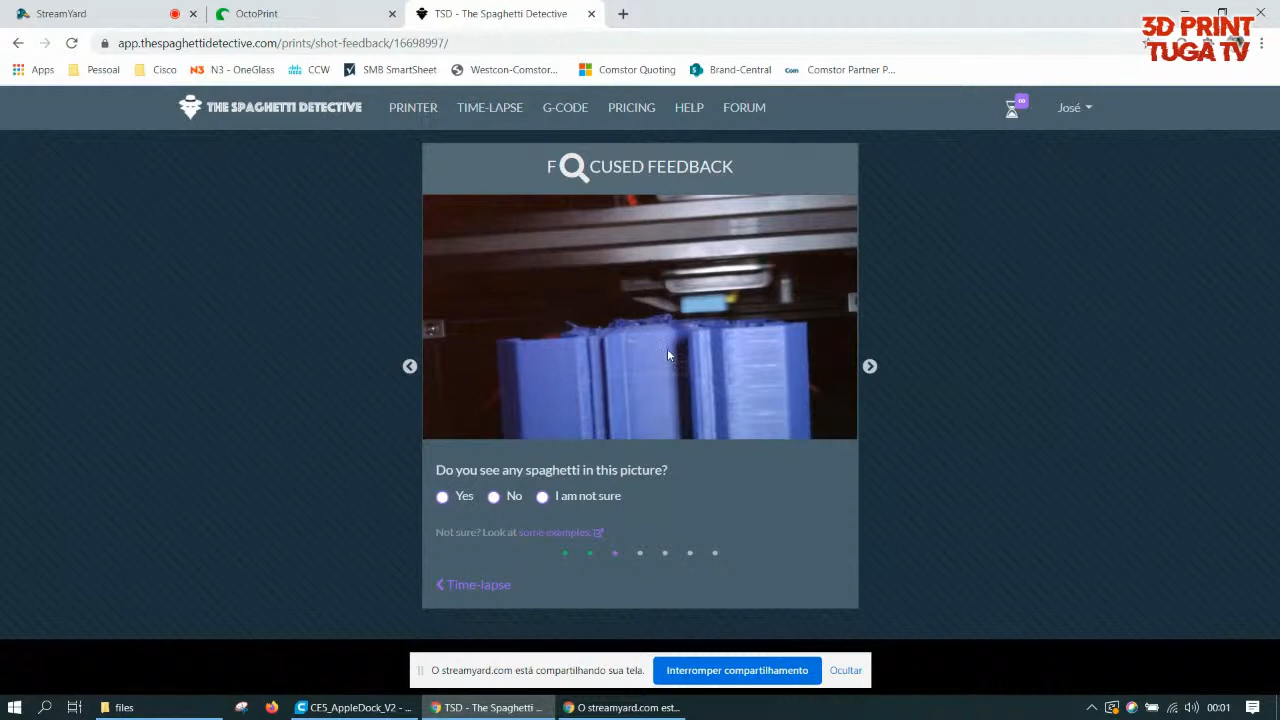 StreamYard
OctoPrint
TSD - The Spaghetti Detective
3D PRINT
TUGA TV
app.thespaghettidetective.com/prints/shot-feedback/16698997/
Apps
Pessoal
Cisco
N3 - OneGlass
CCW
SMB SmartSheet
Westcon-Comstor...
Comstor Quoting
Brand-Central
Comstor Partner P...
THE SPAGHETTI DETECTIVE
PRINTER
TIME-LAPSE
G-CODE
PRICING
HELP
FORUM
∞
José
F CUSED FEEDBACK
Do you see any spaghetti in this picture?
Yes
No
I am not sure
Not sure? Look at some examples.
Time-lapse
O streamyard.com está compartilhando sua tela.
Interromper compartilhamento
Ocultar
files
CE5_AppleDock_V2 - ...
TSD - The Spaghetti ...
O streamyard.com est...
00:01